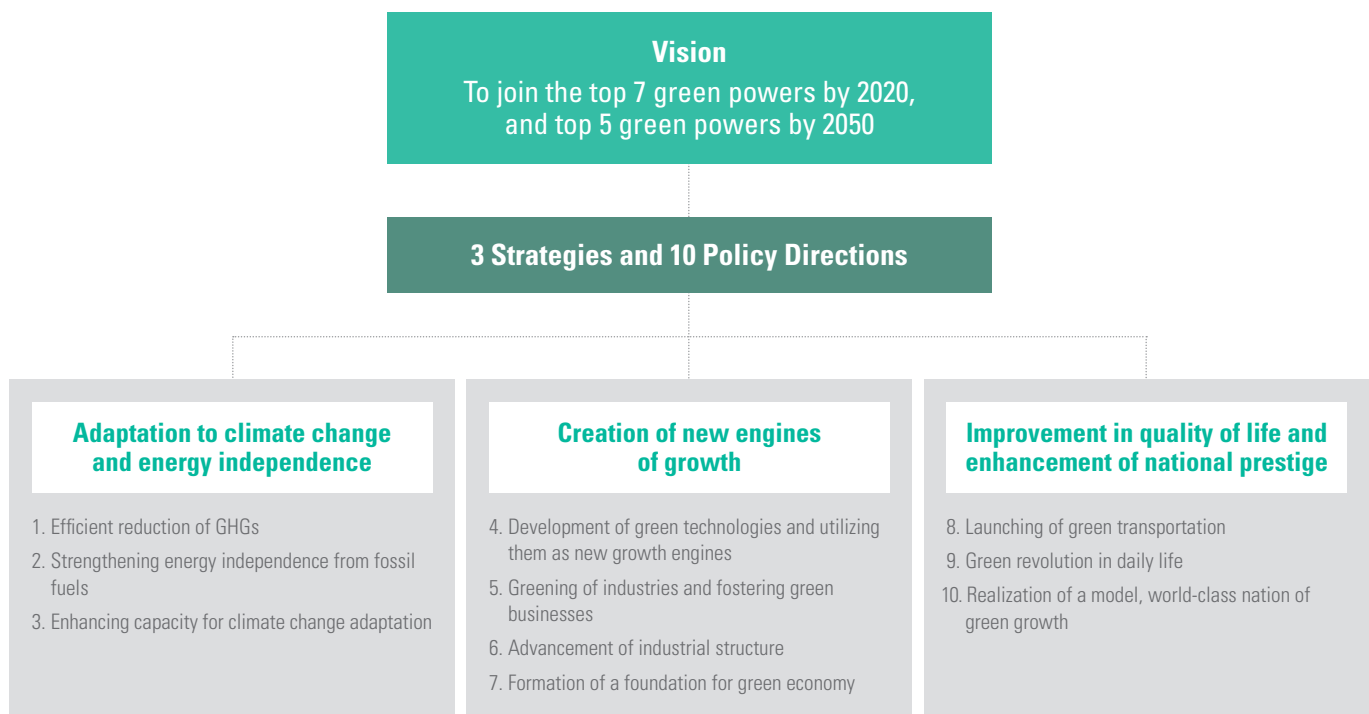 Vision
To join the top 7 green powers by 2020,
and top 5 green powers by 2050
3 Strategies and 10 Policy Directions
Adaptation to climate change
and energy independence
1. Efficient reduction of GHGs
2. Strengthening energy independence from fossil
fuels
3. Enhancing capacity for climate change adaptation
Creation of new engines
of growth
4. Development of green technologies and utilizing
them as new growth engines
5. Greening of industries and fostering green
businesses
6. Advancement of industrial structure
7. Formation of a foundation for green economy
Improvement in quality of life and
enhancement of national prestige
8. Launching of green transportation
9. Green revolution in daily life
10. Realization of a model, world-class nation of
green growth